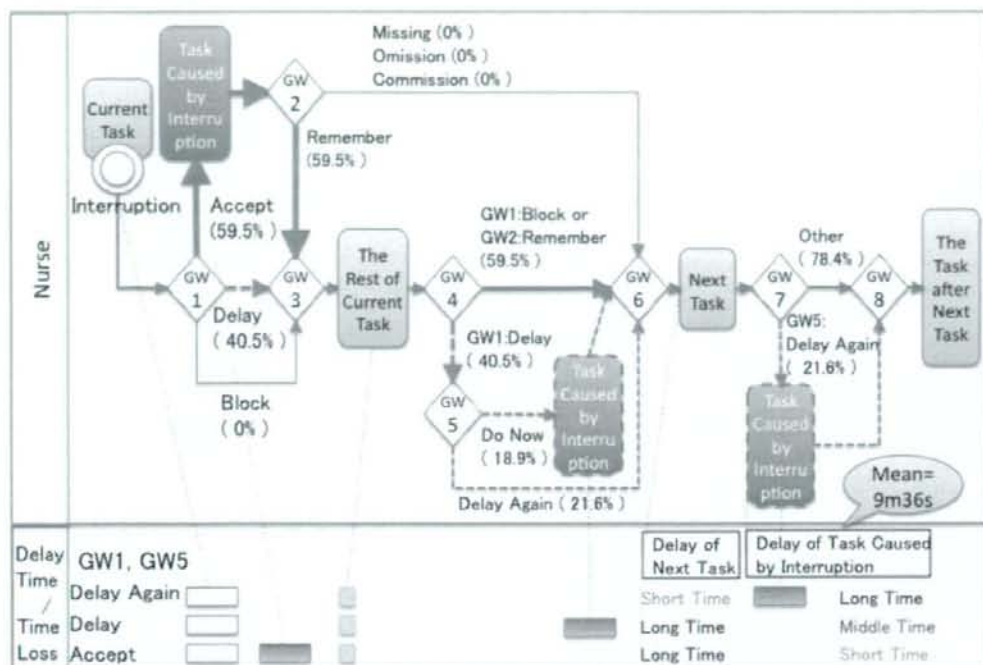 Missing (0% )
Omission (0% )
Commission (0% )
Task
Caused
by
Interru
ption
GW
2
Current
Task
Remember
(59.5% )
Interruption
Accept
(59.5% )
GW1:Block or
GW2:Remember
(59.5% )
Other
( 78.4% )
The
Task
after
Next
Task
Nurse
GW
1
GW
3
The
Rest of
Current
Task
GW
4
GW
6
Next
Task
GW
7
GW
8
Delay
( 40.5% )
GW1:Delay
( 40.5% )
GW5:
Delay Again
( 21.6% )
Block
( 0% )
GW
5
Task
Caused
by
Interru
ption
Do Now
( 18.9% )
Task
Caused
by
Interru
ption
Delay Again ( 21.6% )
Mean=
9m36s
Delay
Time
/
Time
Loss
GW1, GW5
Delay of
Next Task
Delay of Task Caused
by Interruption
Delay Again
Short Time
Long Time
Delay
Long Time
Middle Time
Accept
Long Time
Short Time